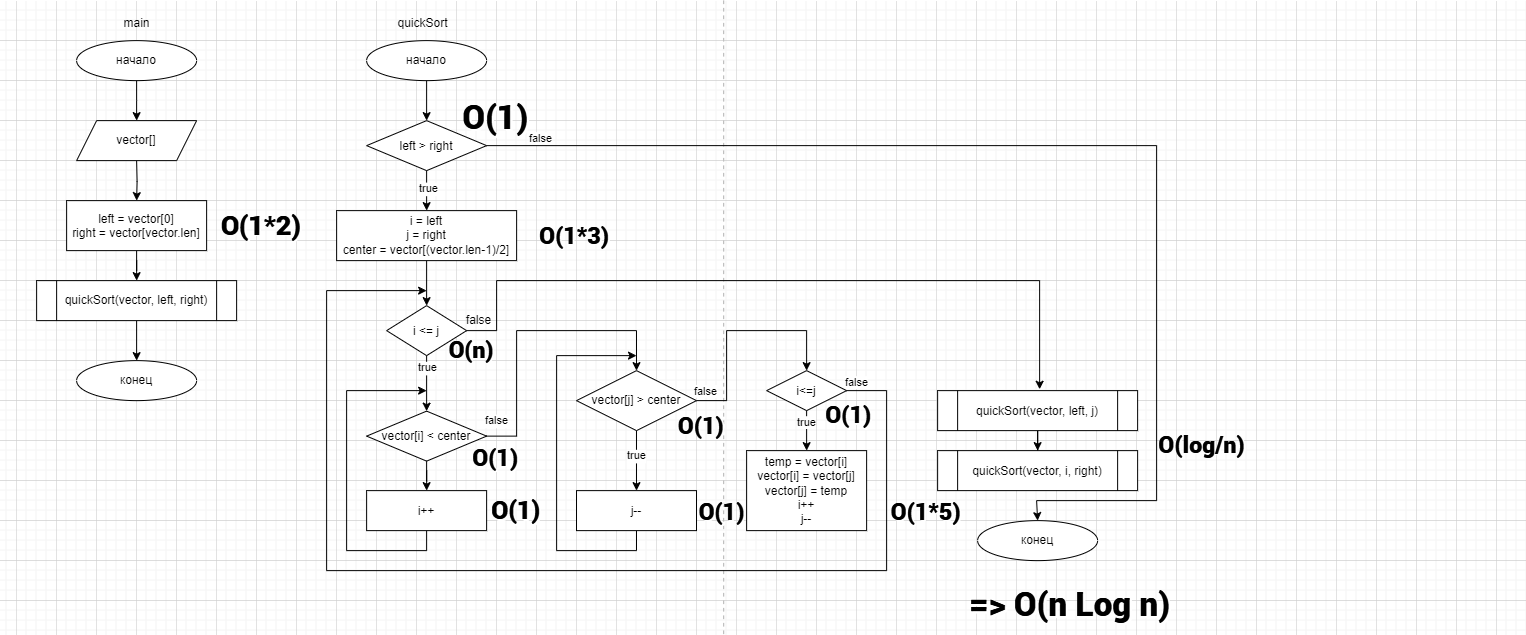 main
начало
vector[]
left = vector[0]
right = vector[vector.len]
O(1*2)
quickSort(vector, left, right)
конец
quickSort
начало
O(1)
left > right
false
true
i = left
j = right
center = vector[(vector.len-1)/2]
O(1*3)
i <= j
false
O(n)
true
vector[i] < center
false
O(1)
i++
O(1)
vector[j] > center
false
O(1)
true
j--
O(1)
i<=j
false
O(1)
true
temp = vector[i]
vector[i] = vector[j]
vector[j] = temp
i++
j--
O(1*5)
quickSort(vector, left, j)
O(log/n)
quickSort(vector, i, right)
конец
=> O(n Log n)